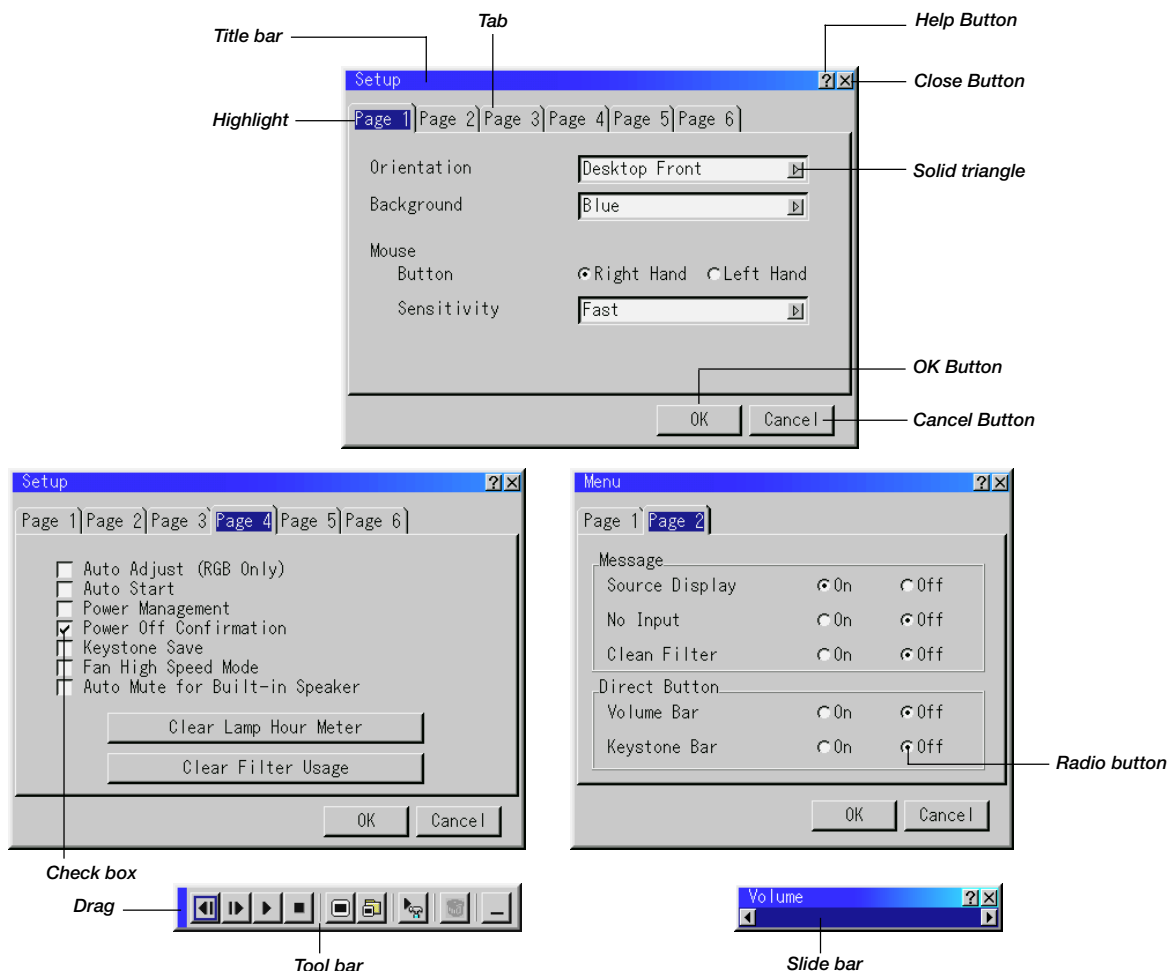 Tab
Help Button
Title bar
Setup ? ×
Close Button
Highlight
Page 1 Page 2 Page 3 Page 4 Page 5 Page 6
Orientation Desktop Front
Solid triangle
Background Blue
Mouse
Button Right Hand Left Hand
Sensitivity Fast
OK Button
OK Cancel
Cancel Button
Setup ? ×
Page 1 Page 2 Page 3 Page 4 Page 5 Page 6
Auto Adjust (RGB Only)
Auto Start
Power Management
Power Off Confirmation
Keystone Save
Fan High Speed Mode
Auto Mute for Built-in Speaker
Clear Lamp Hour Meter
Clear Filter Usage
OK Cancel
Check box
Menu ? ×
Page 1 Page 2
Message
Source Display On Off
No Input On Off
Clean Filter On Off
Direct Button
Volume Bar On Off
Keystone Bar On Off
Radio button
OK Cancel
Drag
Tool bar
Volume ? ×
Slide bar